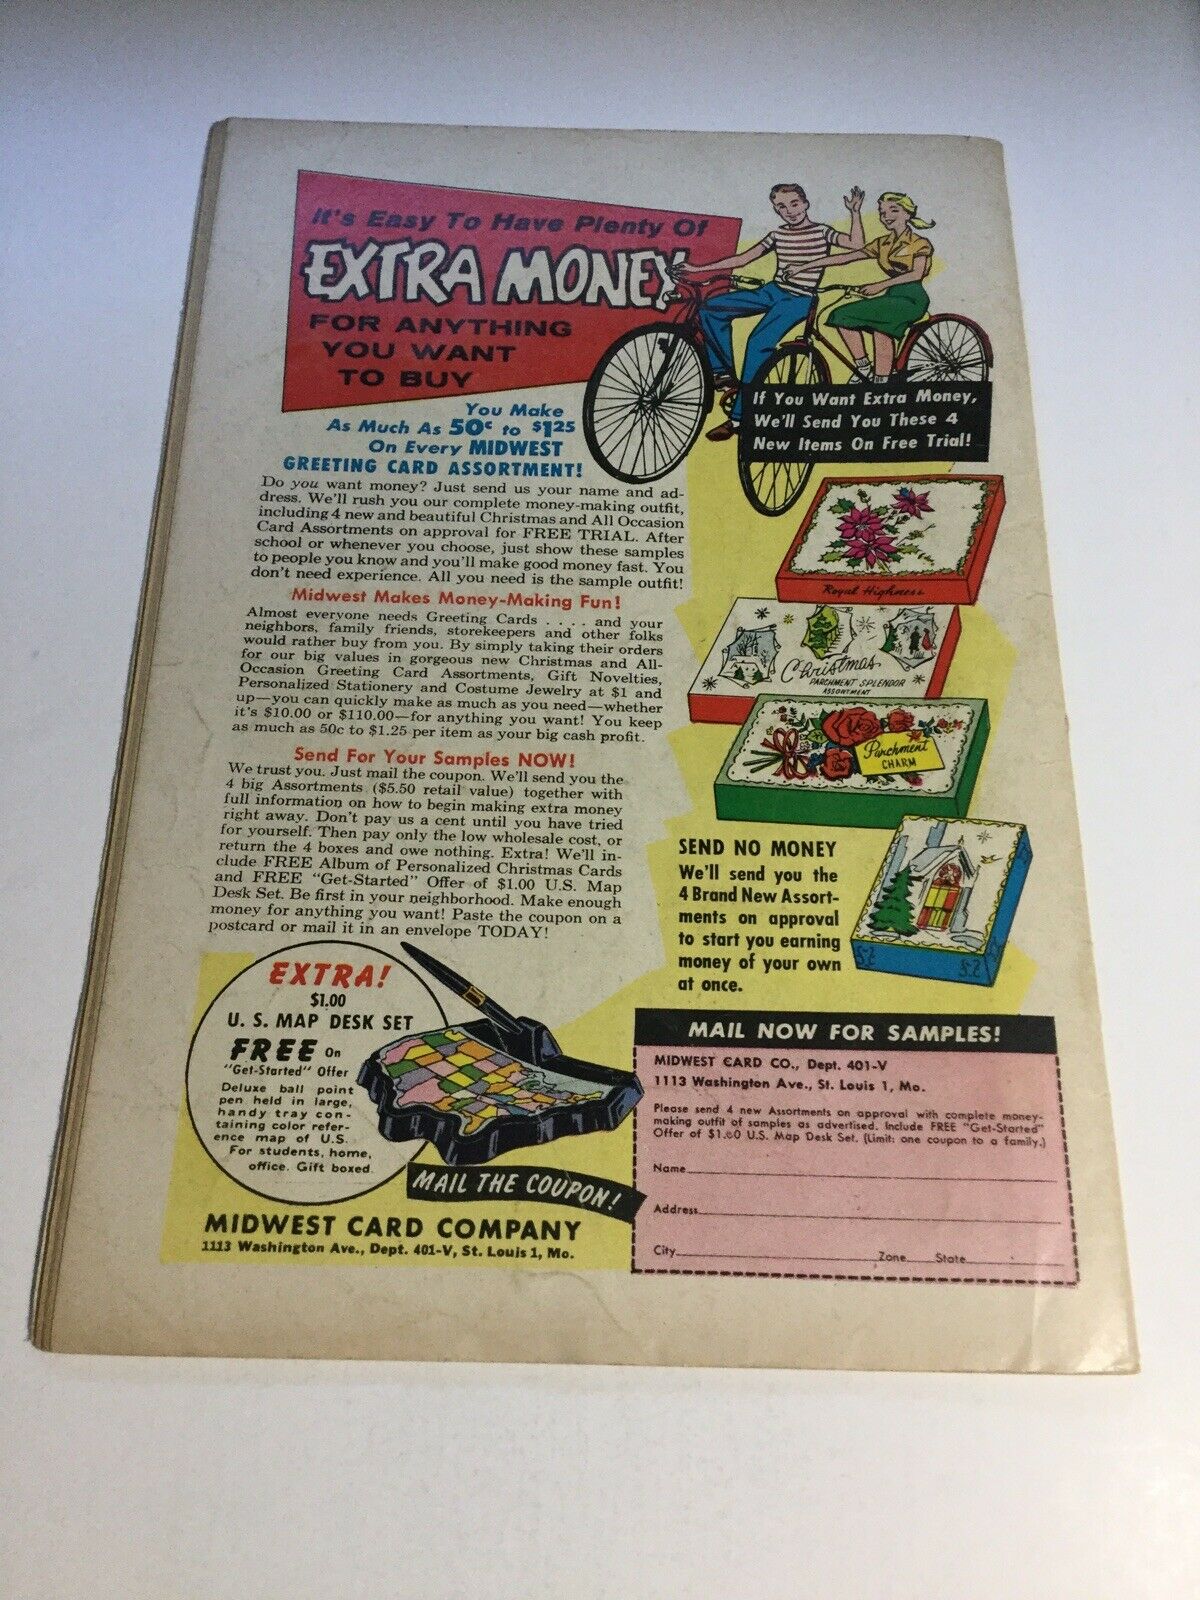 It's Easy To Have Plenty Of
EXTRA MONEY
FOR ANYTHING
YOU WANT
TO BUY
You Make
As Much As 50c to $1.25
On Every MIDWEST
GREETING CARD ASSORTMENT!
Do you want money? Just send us your name and ad-
dress. We'll rush you our complete money-making outfit,
including 4 new and beautiful Christmas and All Occasion
Card Assortments on approval for FREE TRIAL. After
school or whenever you choose, just show these samples
to people you know and you'll make good money fast. You
don't need experience. All you need is the sample outfit!
Midwest Makes Money-Making Fun!
Almost everyone needs Greeting Cards . . . . and your
neighbors, family friends, storekeepers and other folks
would rather buy from you. By simply taking their orders
for our big values in gorgeous new Christmas and All-
Occasion Greeting Card Assortments, Gift Novelties,
Personalized Stationery and Costume Jewelry at $1 and
up—you can quickly make as much as you need—whether
it's $10.00 or $110.00—for anything you want! You keep
as much as 50c to $1.25 per item as your big cash profit.
Send For Your Samples NOW!
We trust you. Just mail the coupon. We'll send you the
4 big Assortments ($5.50 retail value) together with
full information on how to begin making extra money
right away. Don't pay us a cent until you have tried
for yourself. Then pay only the low wholesale cost, or
return the 4 boxes and owe nothing. Extra! We'll in-
clude FREE Album of Personalized Christmas Cards
and FREE "Get-Started" Offer of $1.00 U.S. Map
Desk Set. Be first in your neighborhood. Make enough
money for anything you want! Paste the coupon on a
postcard or mail it in an envelope TODAY!
If You Want Extra Money,
We'll Send You These 4
New Items On Free Trial!
Royal Highness
Christmas
PARCHMENT SPLENDOR
ASSORTMENT
Parchment
CHARM
SEND NO MONEY
We'll send you the
4 Brand New Assort-
ments on approval
to start you earning
money of your own
at once.
EXTRA!
$1.00
U. S. MAP DESK SET
FREE On
"Get-Started" Offer
Deluxe ball point
pen held in large,
handy tray con-
taining color refer-
ence map of U.S.
For students, home,
office. Gift boxed.
MAIL THE COUPON!
MIDWEST CARD COMPANY
1113 Washington Ave., Dept. 401-V, St. Louis 1, Mo.
MAIL NOW FOR SAMPLES!
MIDWEST CARD CO., Dept. 401-V
1113 Washington Ave., St. Louis 1, Mo.
Please send 4 new Assortments on approval with complete money-
making outfit of samples as advertised. Include FREE "Get-Started"
Offer of $1.00 U.S. Map Desk Set. (Limit: one coupon to a family.)
Name
Address
City Zone State